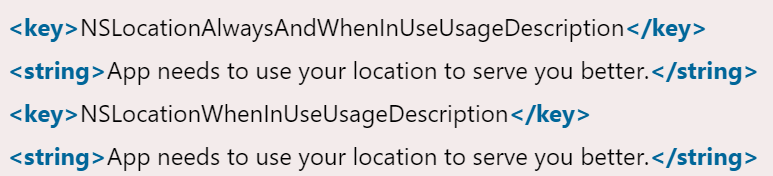 <key>NSLocationAlwaysAndWhenInUseUsageDescription</key>
<string>App needs to use your location to serve you better.</string>
<key>NSLocationWhenInUseUsageDescription</key>
<string>App needs to use your location to serve you better.</string>